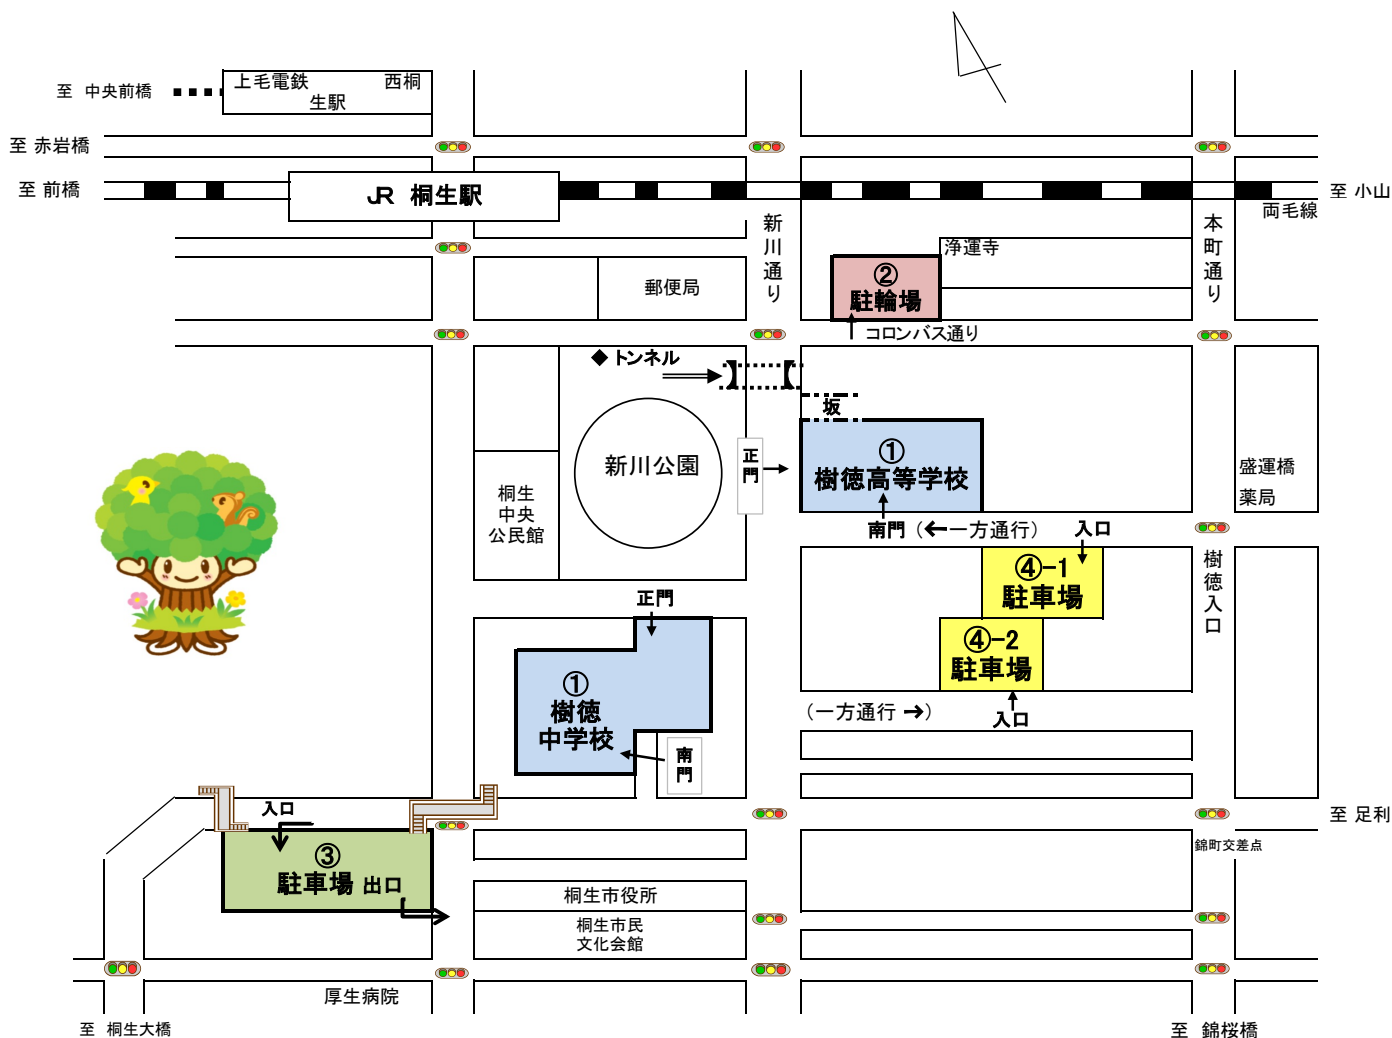 上毛電鉄 西桐
生駅
至 中央前橋
至 赤岩橋
至 前橋
JR 桐生駅
至 小山
両毛線
新川通り
本町通り
浄運寺
②
駐輪場
郵便局
コロンバス通り
◆ トンネル
坂
①
樹徳高等学校
正門
新川公園
盛運橋
薬局
桐生
中央
公民館
南門 (←一方通行)
入口
④-1
駐車場
樹徳入口
正門
④-2
駐車場
①
樹徳
中学校
(一方通行 →)
入口
南門
入口
至 足利
③
駐車場 出口
錦町交差点
桐生市役所
桐生市民
文化会館
厚生病院
至 桐生大橋
至 錦桜橋